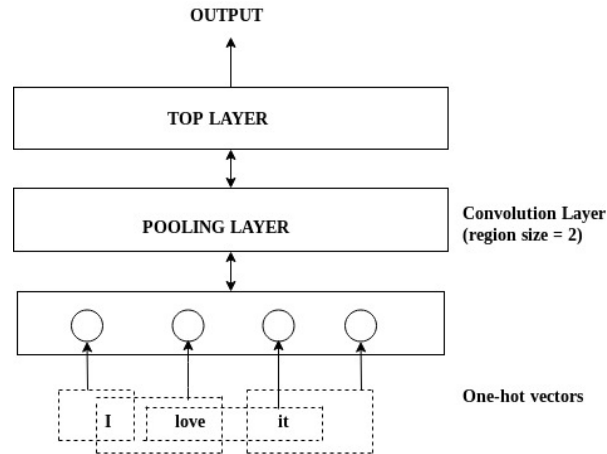 OUTPUT
TOP LAYER
POOLING LAYER
Convolution Layer
(region size = 2)
I love it
One-hot vectors